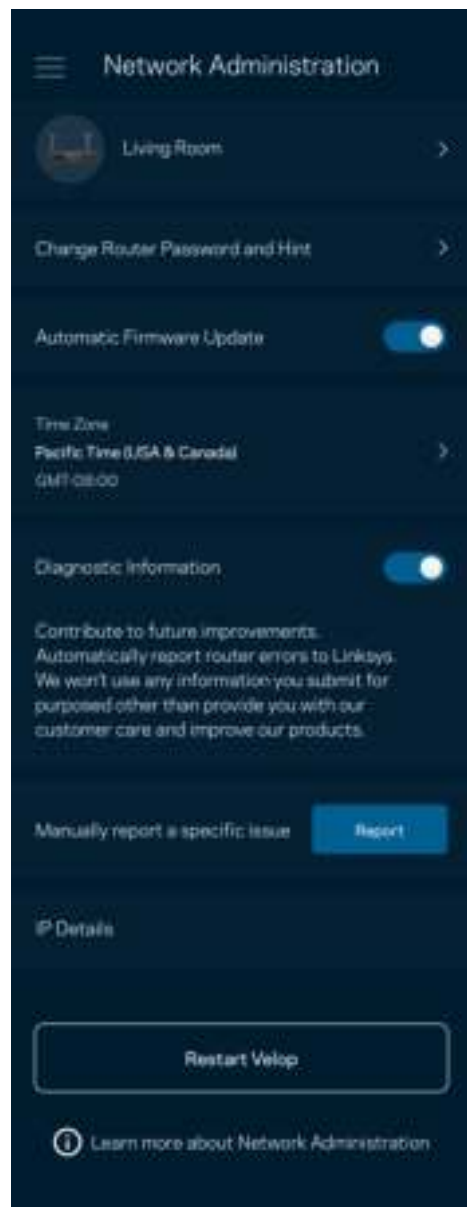 Network Administration
Living Room
Change Router Password and Hint
Automatic Firmware Update
Time Zone
Pacific Time (USA & Canada)
GMT-08:00
Diagnostic Information
Contribute to future improvements.
Automatically report router errors to Linksys.
We won't use any information you submit for
purposed other than provide you with our
customer care and improve our products.
Manually report a specific issue
Report
IP Details
Restart Velop
Learn more about Network Administration